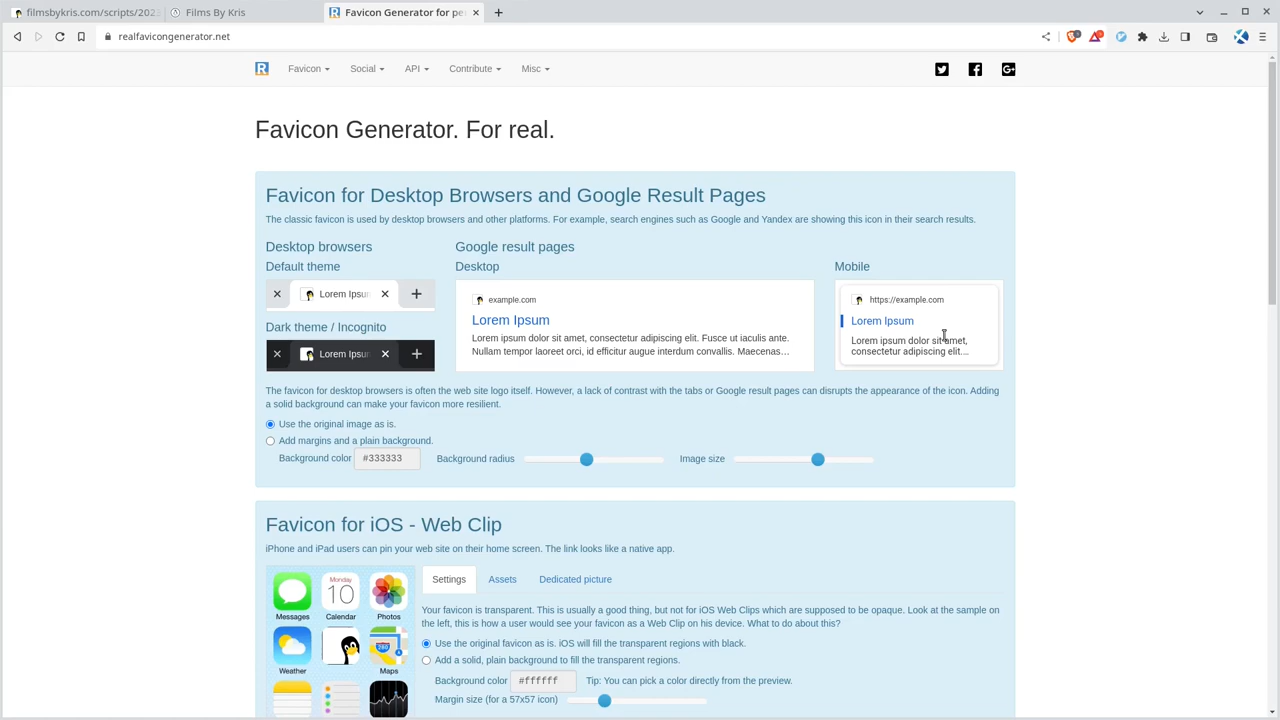 filmsbykris.com/scripts/202
Films By Kris
Favicon Generator for pe
realfavicongenerator.net
Favicon
Social
API
Contribute
Misc
Favicon Generator. For real.
Favicon for Desktop Browsers and Google Result Pages
The classic favicon is used by desktop browsers and other platforms. For example, search engines such as Google and Yandex are showing this icon in their search results.
Desktop browsers
Default theme
Lorem Ipsum
Dark theme / Incognito
Lorem Ipsum
Google result pages
Desktop
example.com
Lorem Ipsum
Lorem ipsum dolor sit amet, consectetur adipiscing elit. Fusce ut iaculis ante.
Nullam tempor laoreet orci, id efficitur augue interdum convallis. Maecenas…
Mobile
https://example.com
Lorem Ipsum
Lorem ipsum dolor sit amet,
consectetur adipiscing elit.…
The favicon for desktop browsers is often the web site logo itself. However, a lack of contrast with the tabs or Google result pages can disrupts the appearance of the icon. Adding
a solid background can make your favicon more resilient.
Use the original image as is.
Add margins and a plain background.
Background color #333333 Background radius Image size
Favicon for iOS - Web Clip
iPhone and iPad users can pin your web site on their home screen. The link looks like a native app.
Messages
Monday
10
Calendar
Photos
Weather
280
Maps
Settings
Assets
Dedicated picture
Your favicon is transparent. This is usually a good thing, but not for iOS Web Clips which are supposed to be opaque. Look at the sample on
the left, this is how a user would see your favicon as a Web Clip on his device. What to do about this?
Use the original favicon as is. iOS will fill the transparent regions with black.
Add a solid, plain background to fill the transparent regions.
Background color #ffffff Tip: You can pick a color directly from the preview.
Margin size (for a 57x57 icon)